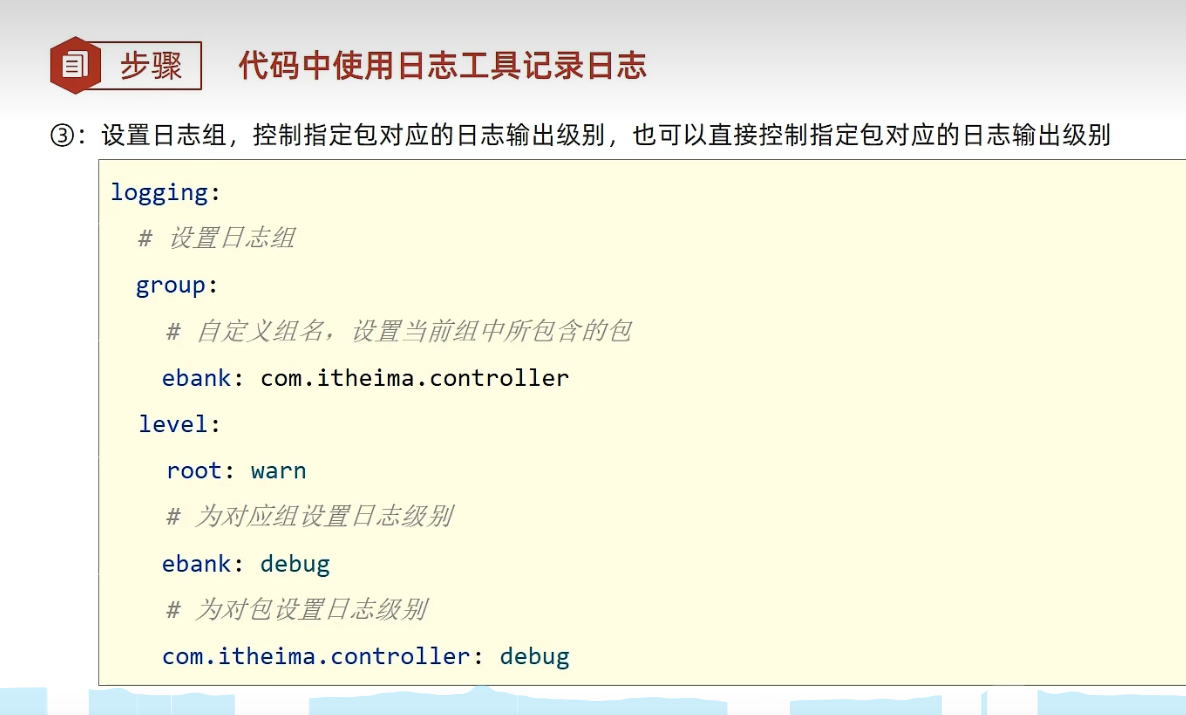 步骤 代码中使用日志工具记录日志
③：设置日志组，控制指定包对应的日志输出级别，也可以直接控制指定包对应的日志输出级别
logging:
# 设置日志组
group:
# 自定义组名，设置当前组中所包含的包
ebank: com.itheima.controller
level:
root: warn
# 为对应组设置日志级别
ebank: debug
# 为对包设置日志级别
com.itheima.controller: debug